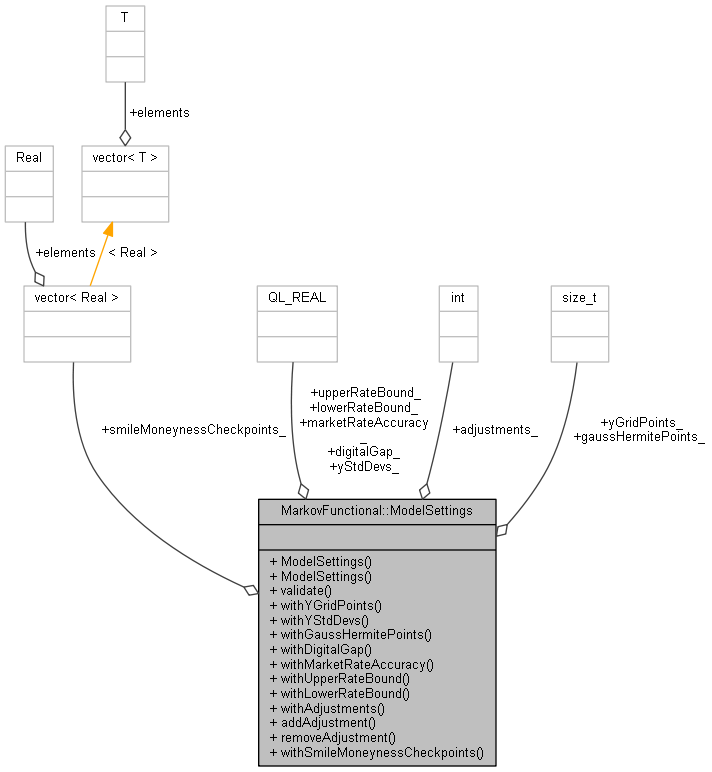 T
+elements
Real
vector< T >
+elements
< Real >
vector< Real >
QL_REAL
int
size_t
+smileMoneynessCheckpoints_
+upperRateBound_
+lowerRateBound_
+marketRateAccuracy
_
+digitalGap_
+yStdDevs_
+adjustments_
+yGridPoints_
+gaussHermitePoints_
MarkovFunctional::ModelSettings
+ ModelSettings()
+ ModelSettings()
+ validate()
+ withYGridPoints()
+ withYStdDevs()
+ withGaussHermitePoints()
+ withDigitalGap()
+ withMarketRateAccuracy()
+ withUpperRateBound()
+ withLowerRateBound()
+ withAdjustments()
+ addAdjustment()
+ removeAdjustment()
+ withSmileMoneynessCheckpoints()